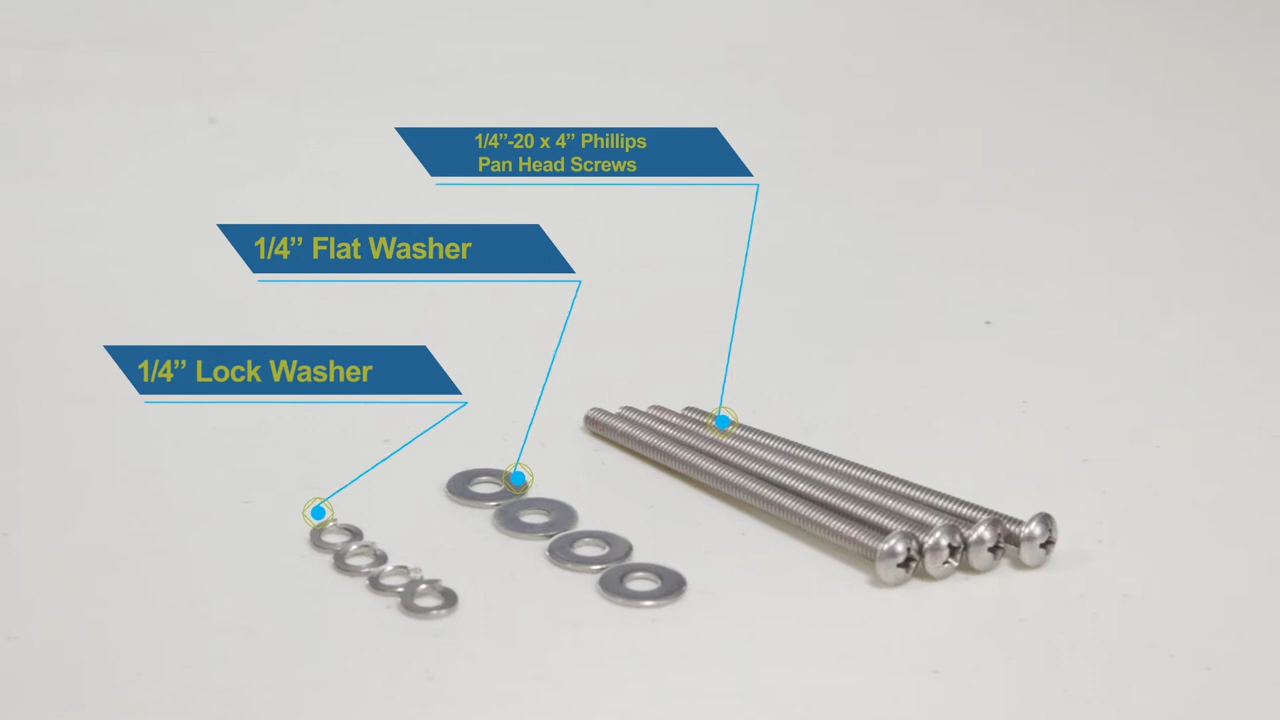 1/4”-20 x 4” Phillips
Pan Head Screws
1/4” Flat Washer
1/4” Lock Washer